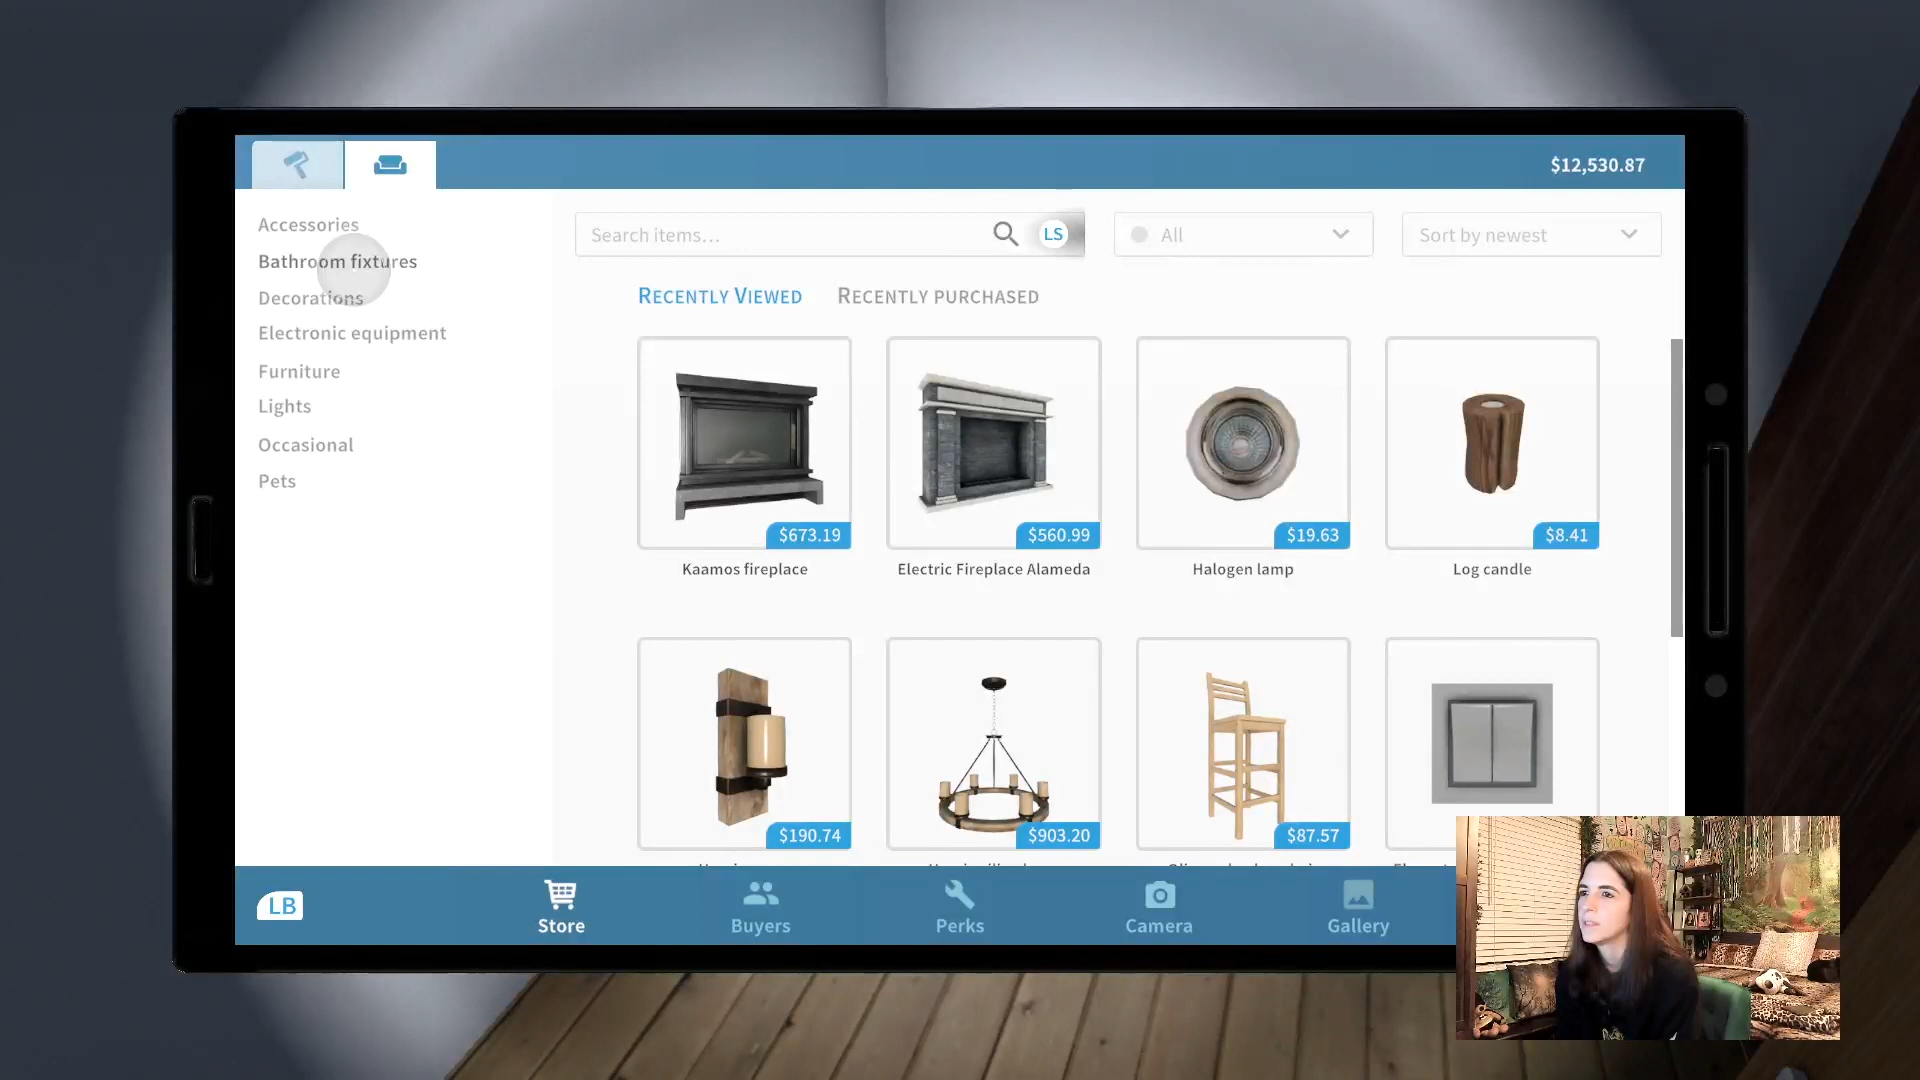 $12,530.87
Accessories
Bathroom fixtures
Decorations
Electronic equipment
Furniture
Lights
Occasional
Pets
Search items...
LS
All
Sort by newest
RECENTLY VIEWED
RECENTLY PURCHASED
$673.19
$560.99
$19.63
$8.41
Kaamos fireplace
Electric Fireplace Alameda
Halogen lamp
Log candle
$190.74
$903.20
$87.57
LB
Store
Buyers
Perks
Camera
Gallery